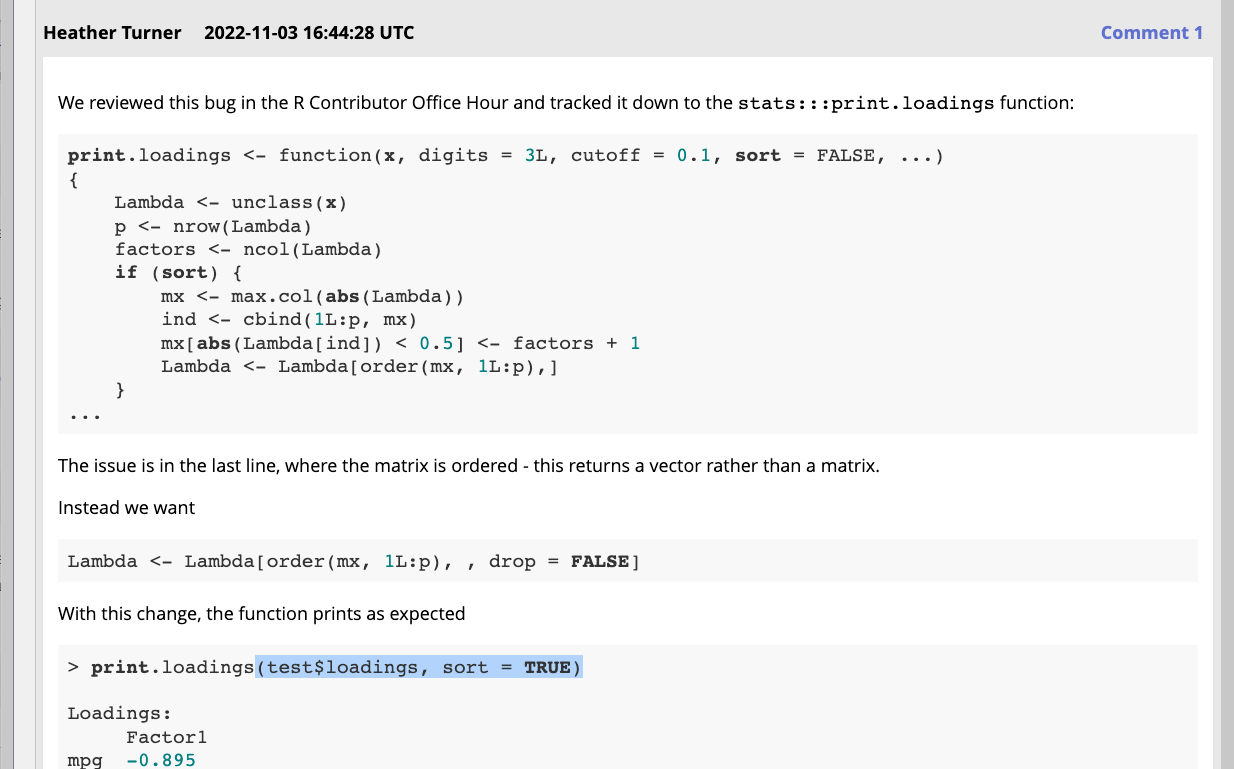 Heather Turner 2022-11-03 16:44:28 UTC Comment 1
We reviewed this bug in the R Contributor Office Hour and tracked it down to the stats:::print.loadings function:
print.loadings <- function(x, digits = 3L, cutoff = 0.1, sort = FALSE, ...)
{
    Lambda <- unclass(x)
    p <- nrow(Lambda)
    factors <- ncol(Lambda)
    if (sort) {
        mx <- max.col(abs(Lambda))
        ind <- cbind(1L:p, mx)
        mx[abs(Lambda[ind]) < 0.5] <- factors + 1
        Lambda <- Lambda[order(mx, 1L:p),]
    }
...
The issue is in the last line, where the matrix is ordered - this returns a vector rather than a matrix.
Instead we want
Lambda <- Lambda[order(mx, 1L:p), , drop = FALSE]
With this change, the function prints as expected
> print.loadings(test$loadings, sort = TRUE)
Loadings:
     Factor1
mpg  -0.895